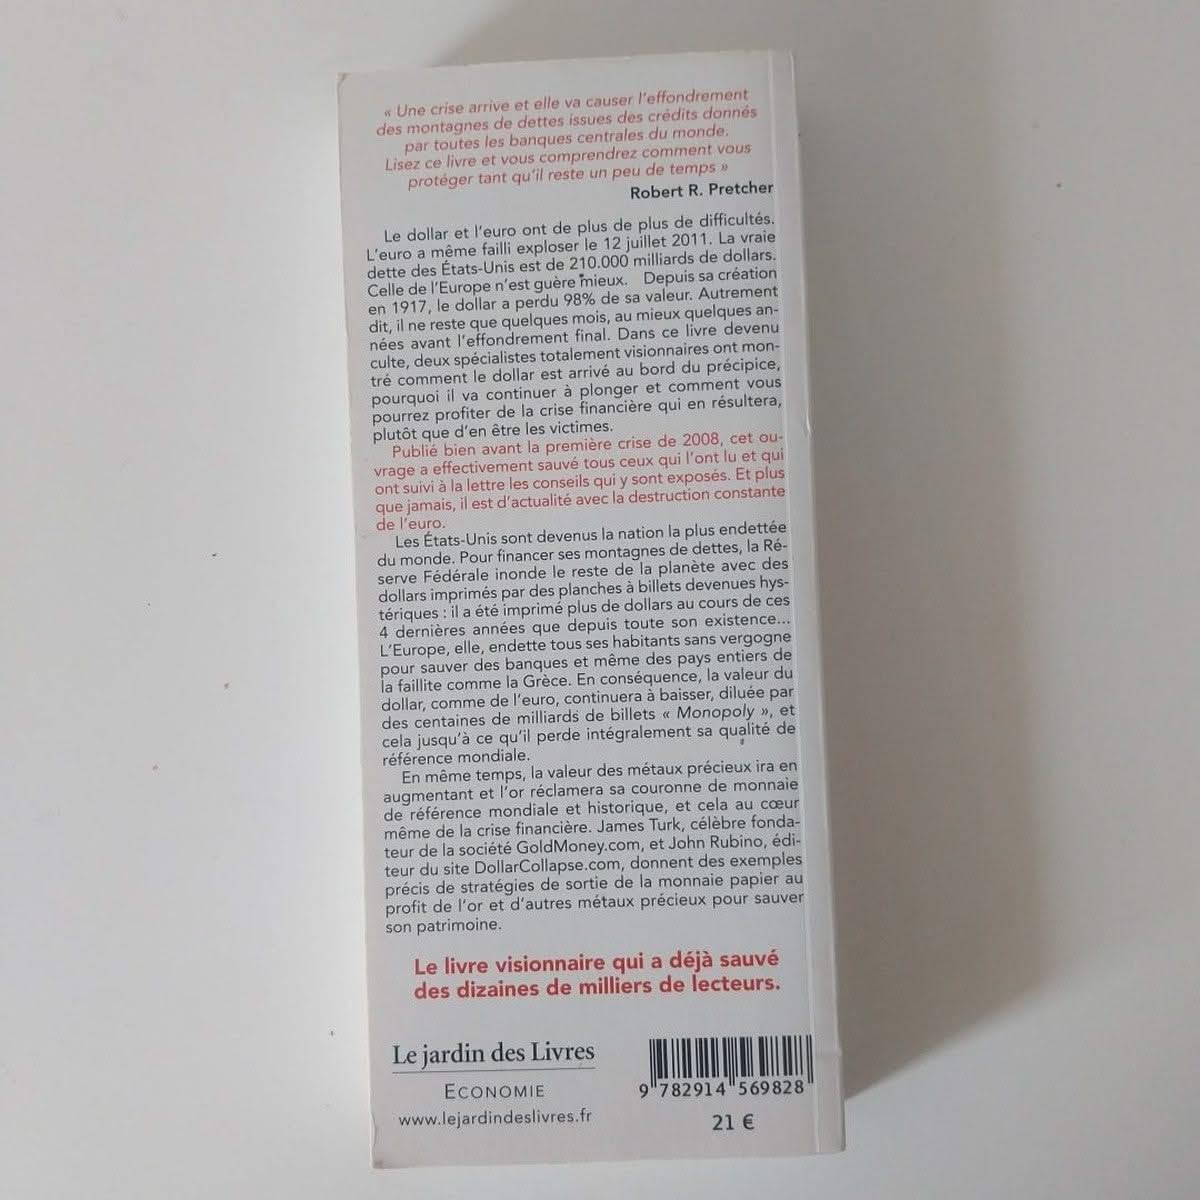 « Une crise arrive et elle va causer l'effondrement
des montagnes de dettes issues des crédits donnés
par toutes les banques centrales du monde.
Lisez ce livre et vous comprendrez comment vous
protéger tant qu'il reste un peu de temps »
Robert R. Pretcher
Le dollar et l'euro ont de plus de plus de difficultés.
L'euro a même failli exploser le 12 juillet 2011. La vraie
dette des États-Unis est de 210.000 milliards de dollars.
Celle de l'Europe n'est guère mieux. Depuis sa création
en 1917, le dollar a perdu 98% de sa valeur. Autrement
dit, il ne reste que quelques mois, au mieux quelques an-
nées avant l'effondrement final. Dans ce livre devenu
culte, deux spécialistes totalement visionnaires ont mon-
tré comment le dollar est arrivé au bord du précipice,
pourquoi il va continuer à plonger et comment vous
pourrez profiter de la crise financière qui en résultera,
plutôt que d'en être les victimes.
Publié bien avant la première crise de 2008, cet ou-
vrage a effectivement sauvé tous ceux qui l'ont lu et qui
ont suivi à la lettre les conseils qui y sont exposés. Et plus
que jamais, il est d'actualité avec la destruction constante
de l'euro.
Les États-Unis sont devenus la nation la plus endettée
du monde. Pour financer ses montagnes de dettes, la Ré-
serve Fédérale inonde le reste de la planète avec des
dollars imprimés par des planches à billets devenues hys-
tériques : il a été imprimé plus de dollars au cours de ces
4 dernières années que depuis toute son existence...
L'Europe, elle, endette tous ses habitants sans vergogne
pour sauver des banques et même des pays entiers de
la faillite comme la Grèce. En conséquence, la valeur du
dollar, comme de l'euro, continuera à baisser, diluée par
des centaines de milliards de billets « Monopoly », et
cela jusqu'à ce qu'il perde intégralement sa qualité de
référence mondiale.
En même temps, la valeur des métaux précieux ira en
augmentant et l'or réclamera sa couronne de monnaie
de référence mondiale et historique, et cela au cœur
même de la crise financière. James Turk, célèbre fonda-
teur de la société GoldMoney.com, et John Rubino, édi-
teur du site DollarCollapse.com, donnent des exemples
précis de stratégies de sortie de la monnaie papier au
profit de l'or et d'autres métaux précieux pour sauver
son patrimoine.
Le livre visionnaire qui a déjà sauvé
des dizaines de milliers de lecteurs.
Le jardin des Livres
ECONOMIE
www.lejardindeslivres.fr
9 782914 569828
21 €